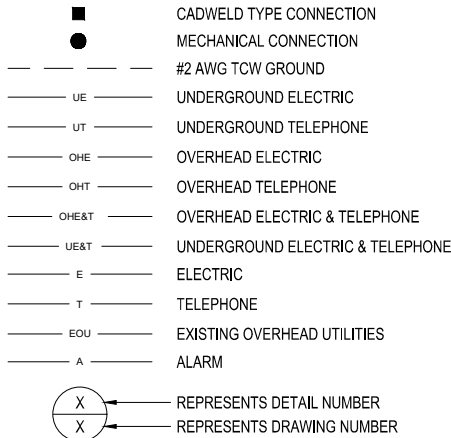 CADWELD TYPE CONNECTION
MECHANICAL CONNECTION
#2 AWG TCW GROUND
UE UNDERGROUND ELECTRIC
UT UNDERGROUND TELEPHONE
OHE OVERHEAD ELECTRIC
OHT OVERHEAD TELEPHONE
OHE&T OVERHEAD ELECTRIC & TELEPHONE
UE&T UNDERGROUND ELECTRIC & TELEPHONE
E ELECTRIC
T TELEPHONE
EOU EXISTING OVERHEAD UTILITIES
A ALARM
X REPRESENTS DETAIL NUMBER
X REPRESENTS DRAWING NUMBER